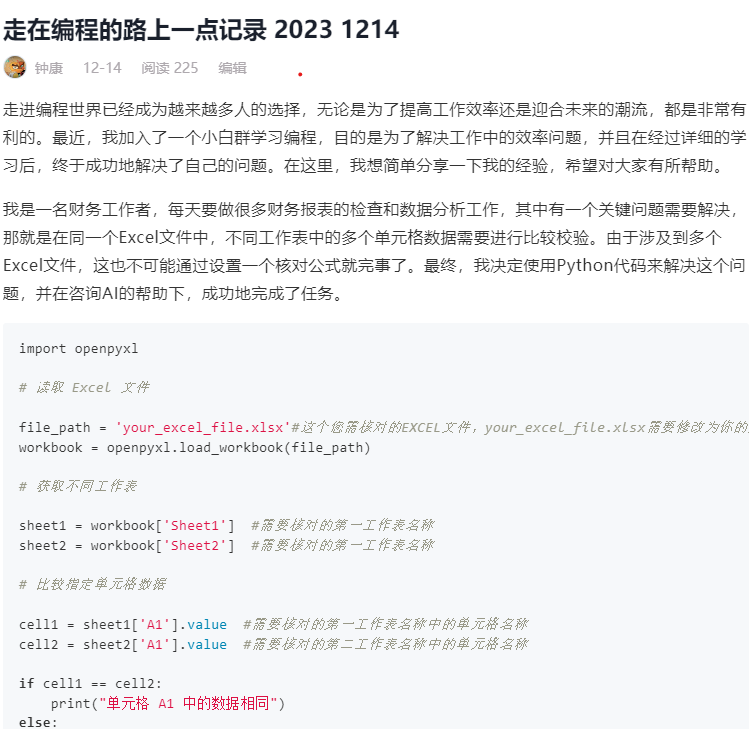 走在编程的路上一点记录 2023 1214
钟康 12-14 阅读 225 编辑
走进编程世界已经成为越来越多人的选择，无论是为了提高工作效率还是迎合未来的潮流，都是非常有
利的。最近，我加入了一个小白群学习编程，目的是为了解决工作中的效率问题，并且在经过详细的学
习后，终于成功地解决了自己的问题。在这里，我想简单分享一下我的经验，希望对大家有所帮助。
我是一名财务工作者，每天要做很多财务报表的检查和数据分析工作，其中有一个关键问题需要解决，
那就是在同一个Excel文件中，不同工作表中的多个单元格数据需要进行比较校验。由于涉及到多个
Excel文件，这也不可能通过设置一个核对公式就完事了。最终，我决定使用Python代码来解决这个问
题，并在咨询AI的帮助下，成功地完成了任务。
import openpyxl
# 读取 Excel 文件
file_path = 'your_excel_file.xlsx'#这个您需核对的EXCEL文件，your_excel_file.xlsx需要修改为你的
workbook = openpyxl.load_workbook(file_path)
# 获取不同工作表
sheet1 = workbook['Sheet1']  #需要核对的第一工作表名称
sheet2 = workbook['Sheet2']  #需要核对的第一工作表名称
# 比较指定单元格数据
cell1 = sheet1['A1'].value  #需要核对的第一工作表名称中的单元格名称
cell2 = sheet2['A1'].value  #需要核对的第二工作表名称中的单元格名称
if cell1 == cell2:
    print("单元格 A1 中的数据相同")
else: